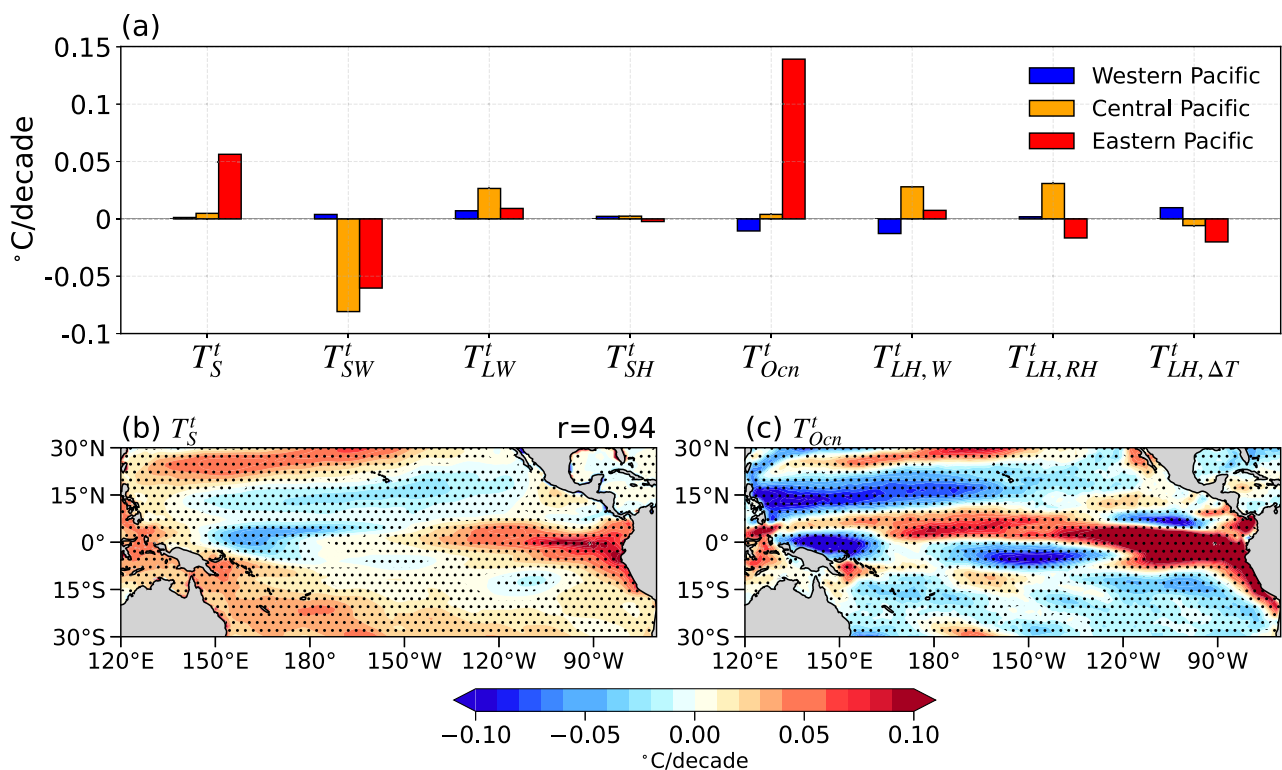 (a)
0.15
0.1
0.05
0
-0.05
-0.1
°C/decade
Western Pacific
Central Pacific
Eastern Pacific
T^t_S T^t_SW T^t_LW T^t_SH T^t_Ocn T^t_LH, W T^t_LH, RH T^t_LH, ΔT
(b) T^t_S r=0.94
30°N
15°N
0°
15°S
30°S
120°E 150°E 180° 150°W 120°W 90°W
(c) T^t_Ocn
30°N
15°N
0°
15°S
30°S
120°E 150°E 180° 150°W 120°W 90°W
−0.10 −0.05 0.00 0.05 0.10
°C/decade